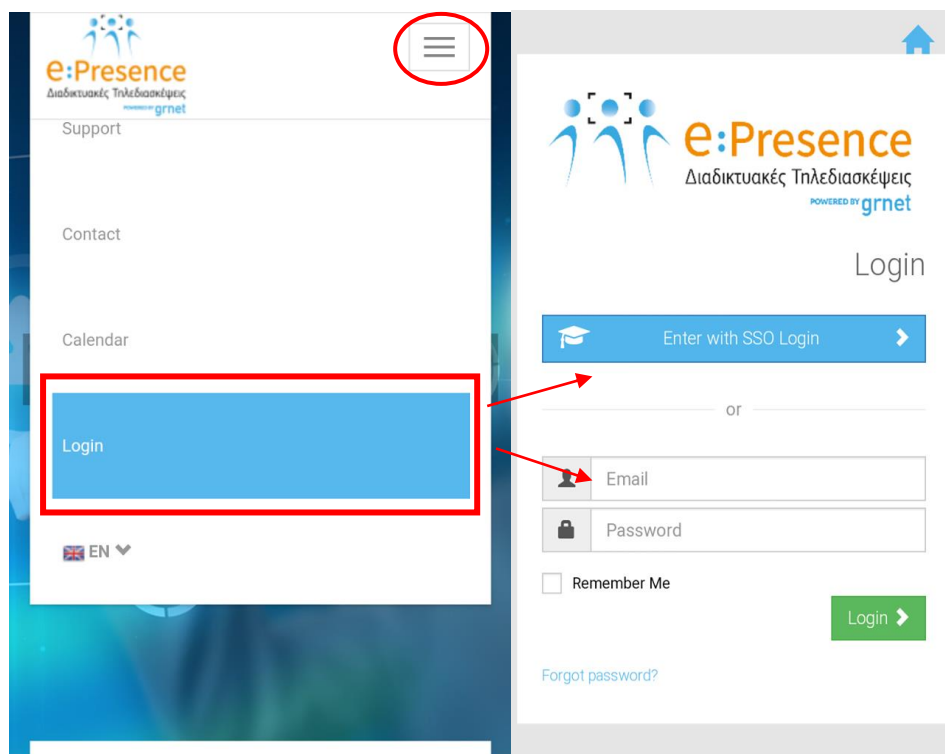 e:Presence
Διαδικτυακές Τηλεδιασκέψεις
POWERED BY grnet
Support
Contact
Calendar
Login
EN
e:Presence
Διαδικτυακές Τηλεδιασκέψεις
POWERED BY grnet
Login
Enter with SSO Login
or
Email
Password
Remember Me
Login
Forgot password?